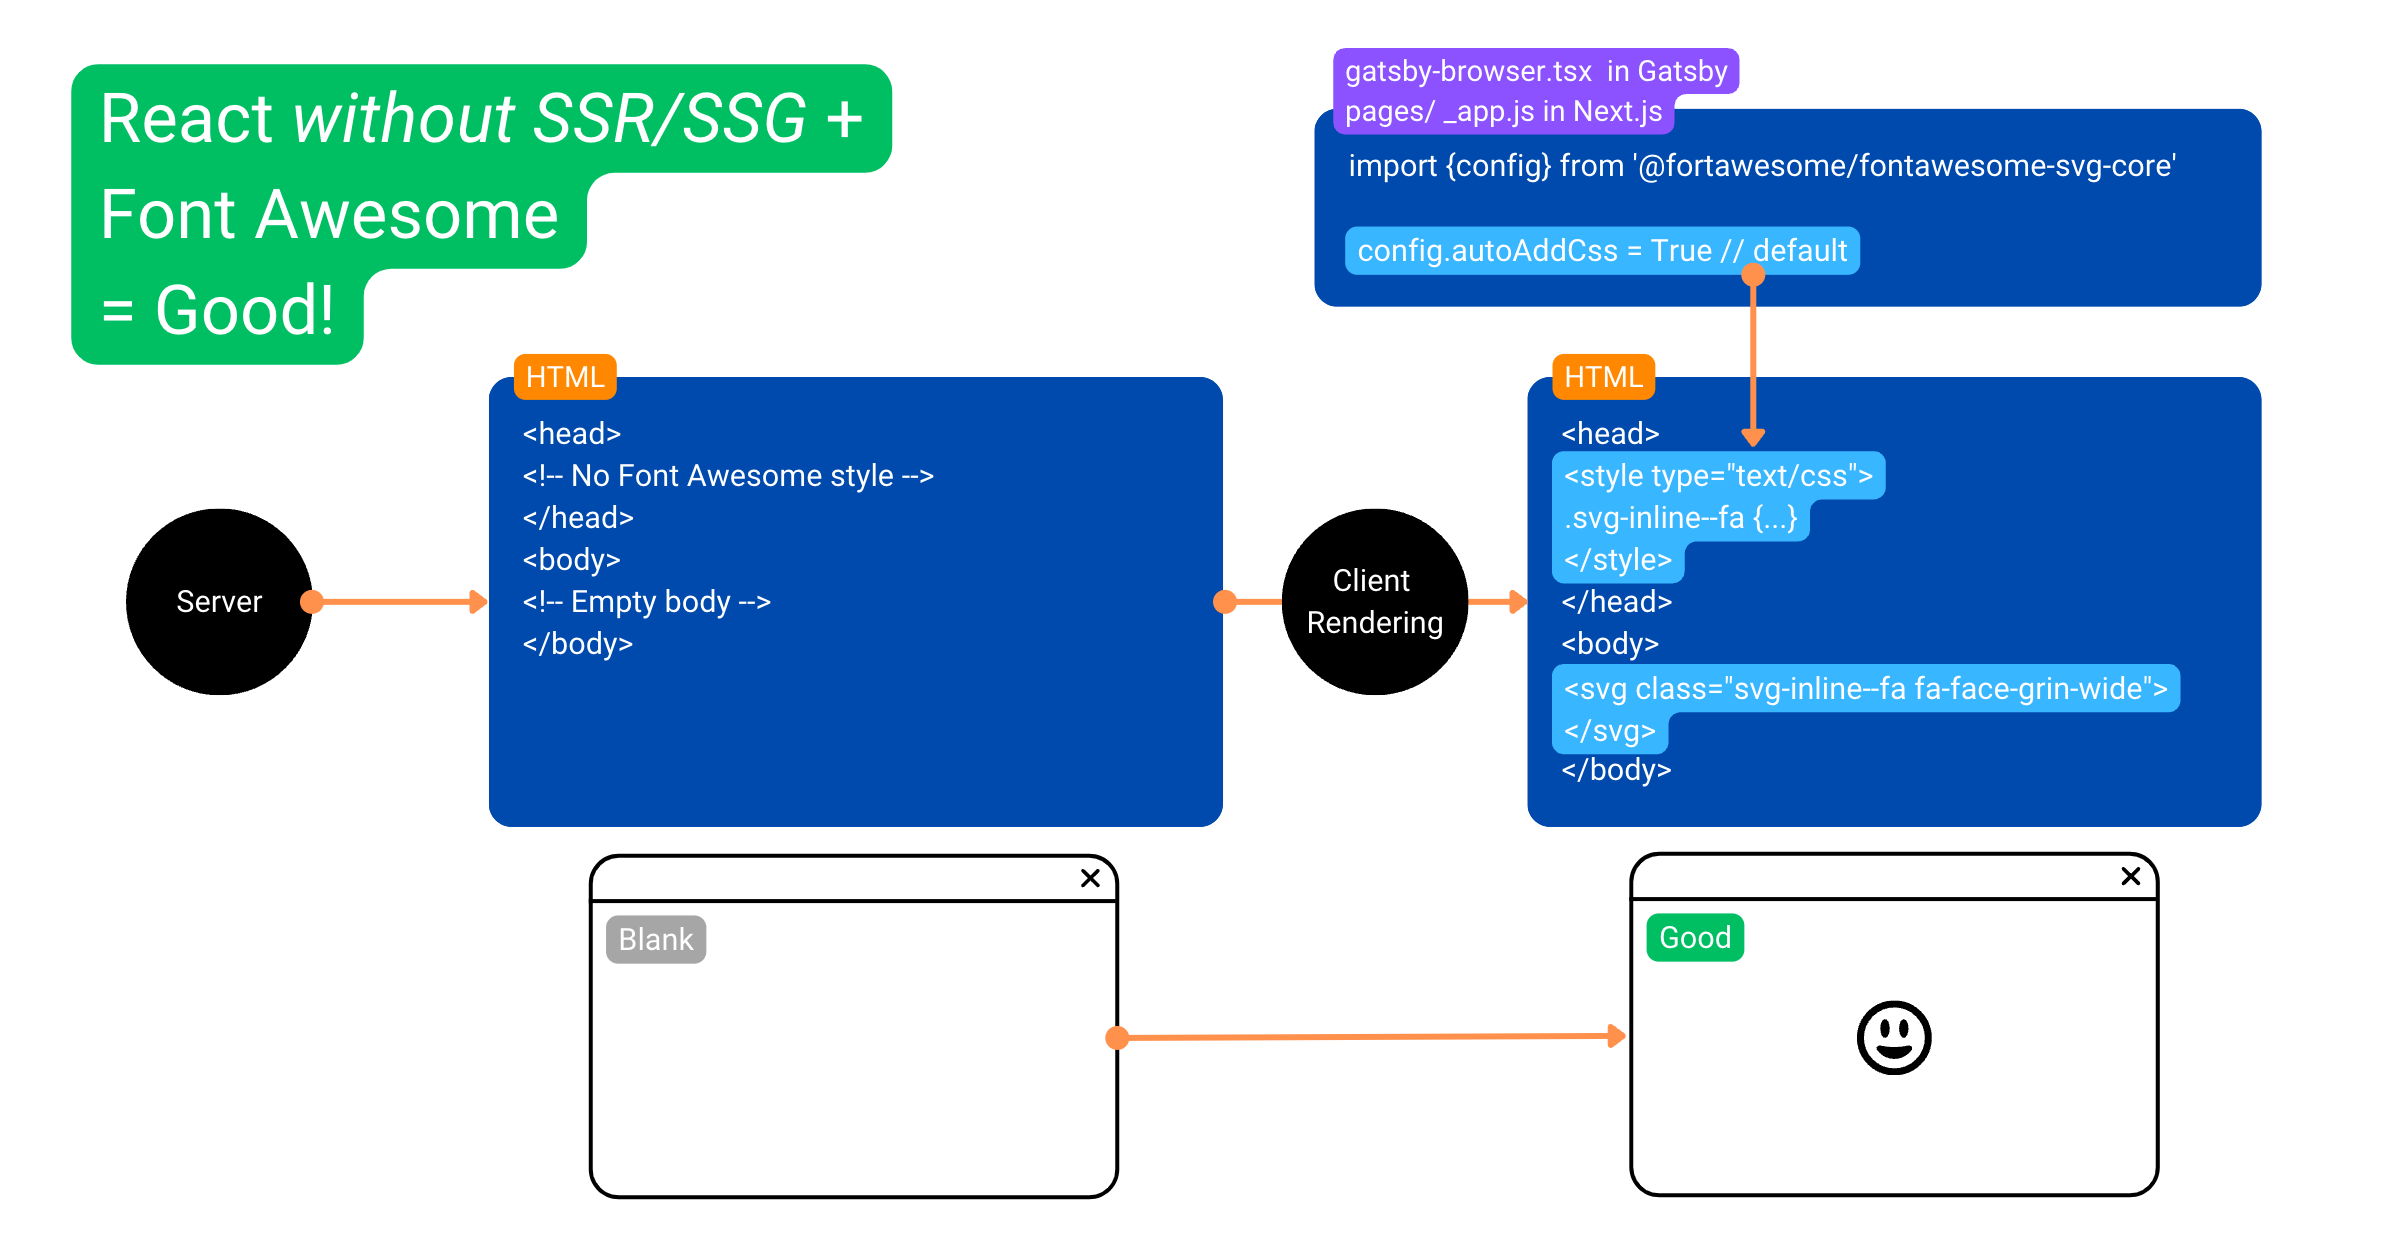 React without SSR/SSG +
Font Awesome
= Good!
gatsby-browser.tsx  in Gatsby
pages/ _app.js in Next.js
import {config} from '@fortawesome/fontawesome-svg-core'
config.autoAddCss = True // default
Server
HTML
<head>
<!-- No Font Awesome style -->
</head>
<body>
<!-- Empty body -->
</body>
Client
Rendering
HTML
<head>
<style type="text/css">
.svg-inline--fa {...}
</style>
</head>
<body>
<svg class="svg-inline--fa fa-face-grin-wide">
</svg>
</body>
Blank
Good